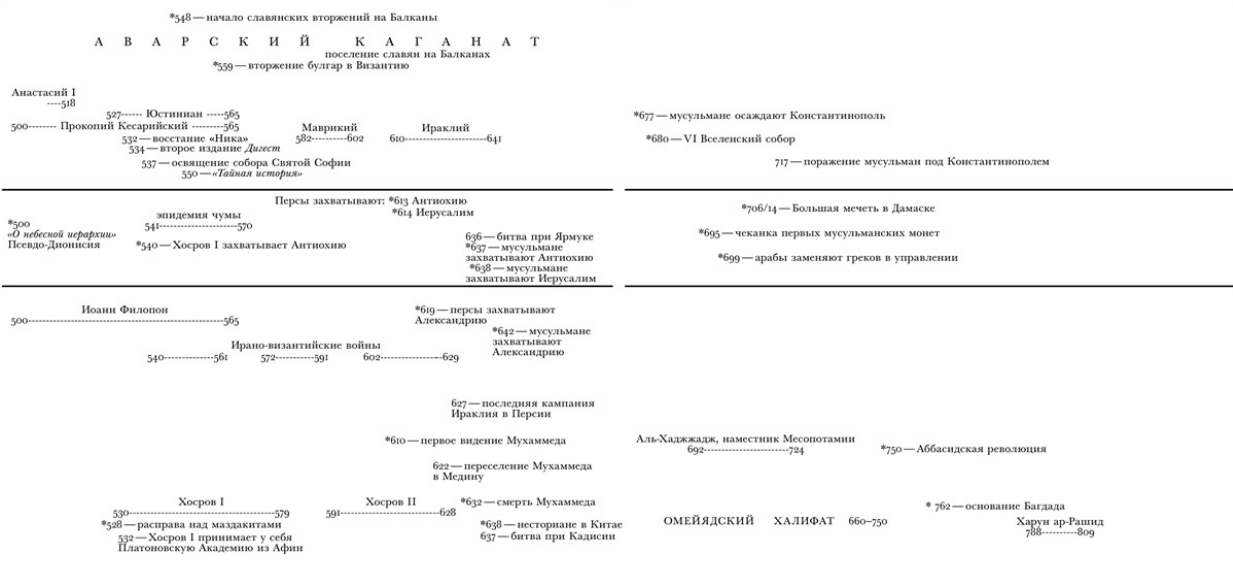 *548 — начало славянских вторжений на Балканы
АВАРСКИЙ КАГАНАТ
поселение славян на Балканах
*559 — вторжение булгар в Византию
Анастасий I
----518
527------ Юстиниан -----565
500-------- Прокопий Кесарийский ---------565
532 — восстание «Ника»
534 — второе издание Дигест
537 — освящение собора Святой Софии
550 — «Тайная история»
Маврикий
582----------602
Ираклий
610-----------------------641
*677 — мусульмане осаждают Константинополь
*680 — VI Вселенский собор
717 — поражение мусульман под Константинополем
Персы захватывают: *613 Антиохию
*614 Иерусалим
эпидемия чумы
541----------------------570
*500
«О небесной иерархии»
Псевдо-Дионисия
*540 — Хосров I захватывает Антиохию
636 — битва при Ярмуке
*637 — мусульмане
захватывают Антиохию
*638 — мусульмане
захватывают Иерусалим
*706/14 — Большая мечеть в Дамаске
*695 — чеканка первых мусульманских монет
*699 — арабы заменяют греков в управлении
Иоанн Филопон
500-------------------------------------------------------565
*619 — персы захватывают
Александрию
*642 — мусульмане
захватывают
Александрию
Ирано-византийские войны
540--------------561 572-----------591 602------------------629
627 — последняя кампания
Ираклия в Персии
*610 — первое видение Мухаммеда
622 — переселение Мухаммеда
в Медину
Аль-Хаджжадж, наместник Месопотамии
692------------------------724
*750 — Аббасидская революция
Хосров I
530-----------------------------------------579
*528 — расправа над маздакитами
532 — Хосров I принимает у себя
Платоновскую Академию из Афин
Хосров II
591----------------------------628
*632 — смерть Мухаммеда
*638 — несториане в Китае
637 — битва при Кадисии
ОМЕЙЯДСКИЙ ХАЛИФАТ 660–750
* 762 — основание Багдада
Харун ар-Рашид
788----------809